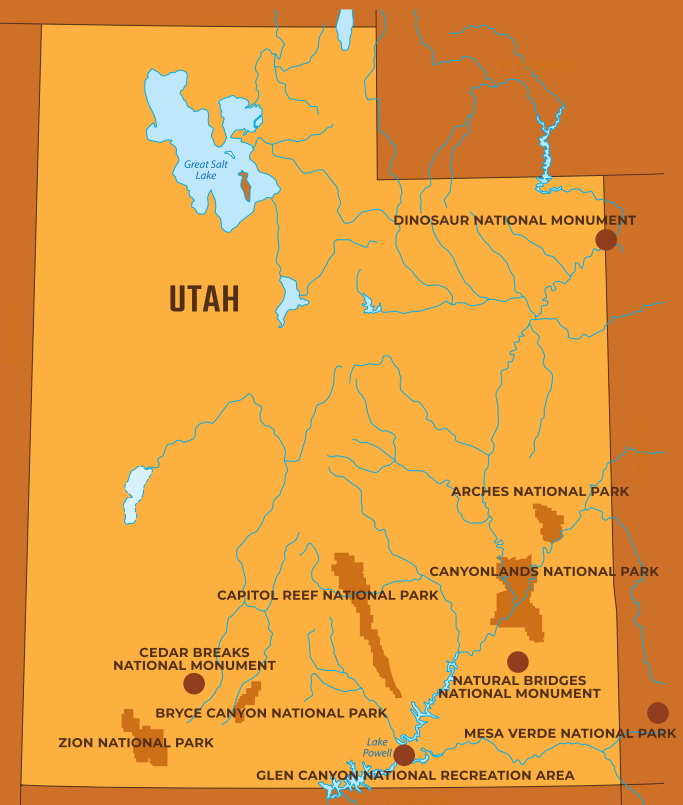 Great Salt
Lake
DINOSAUR NATIONAL MONUMENT
UTAH
ARCHES NATIONAL PARK
CANYONLANDS NATIONAL PARK
CAPITOL REEF NATIONAL PARK
CEDAR BREAKS
NATIONAL MONUMENT
NATURAL BRIDGES
NATIONAL MONUMENT
BRYCE CANYON NATIONAL PARK
MESA VERDE NATIONAL PARK
ZION NATIONAL PARK
Lake
Powell
GLEN CANYON NATIONAL RECREATION AREA